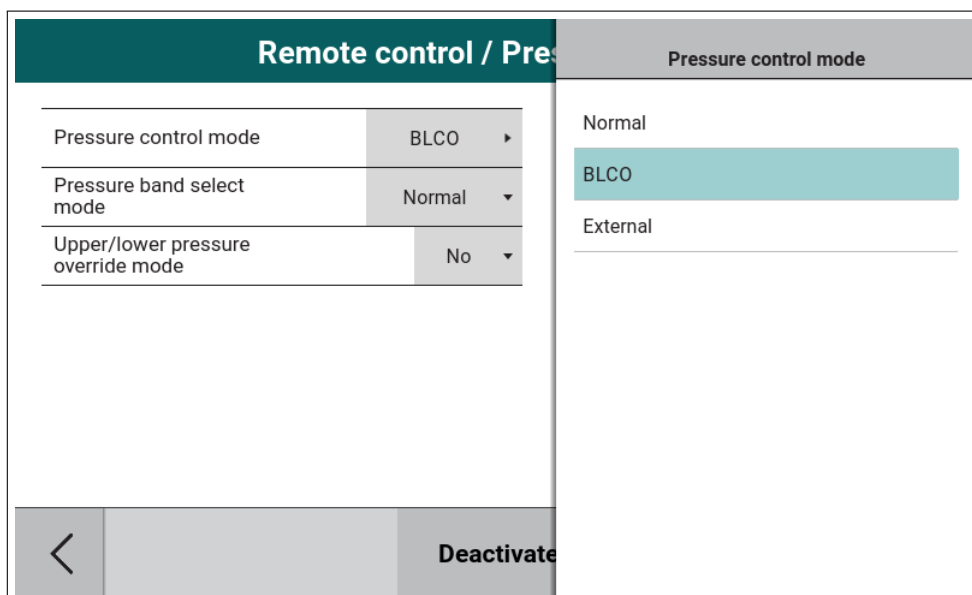 Remote control / Pres
Pressure control mode
BLCO
Pressure band select
mode
Normal
Upper/lower pressure
override mode
No
Deactivate
Pressure control mode
Normal
BLCO
External